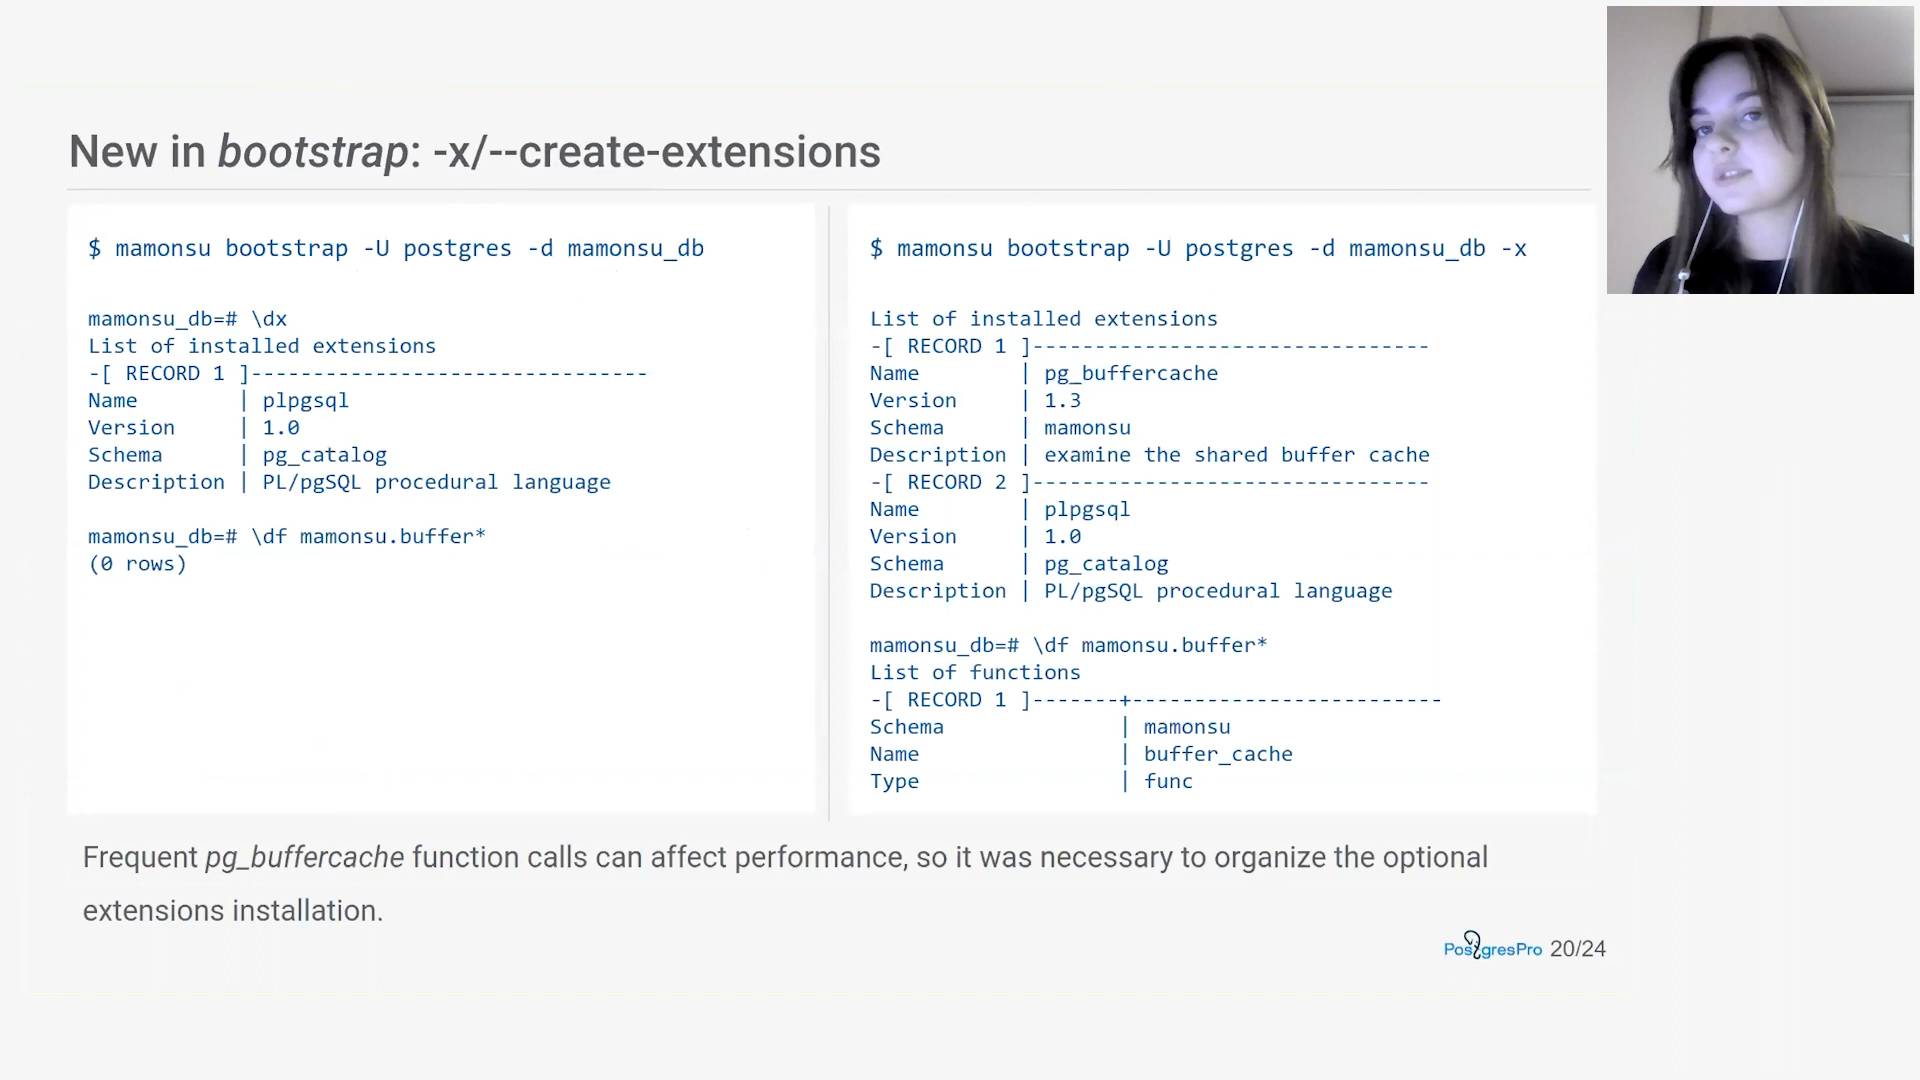 New in bootstrap: -x/--create-extensions
$ mamonsu bootstrap -U postgres -d mamonsu_db
mamonsu_db=# \dx
List of installed extensions
-[ RECORD 1 ]--------------------------------
Name        | plpgsql
Version     | 1.0
Schema      | pg_catalog
Description | PL/pgSQL procedural language
mamonsu_db=# \df mamonsu.buffer*
(0 rows)
$ mamonsu bootstrap -U postgres -d mamonsu_db -x
List of installed extensions
-[ RECORD 1 ]--------------------------------
Name        | pg_buffercache
Version     | 1.3
Schema      | mamonsu
Description | examine the shared buffer cache
-[ RECORD 2 ]--------------------------------
Name        | plpgsql
Version     | 1.0
Schema      | pg_catalog
Description | PL/pgSQL procedural language
mamonsu_db=# \df mamonsu.buffer*
List of functions
-[ RECORD 1 ]-------+-------------------------
Schema              | mamonsu
Name                | buffer_cache
Type                | func
Frequent pg_buffercache function calls can affect performance, so it was necessary to organize the optional
extensions installation.
PostgresPro 20/24